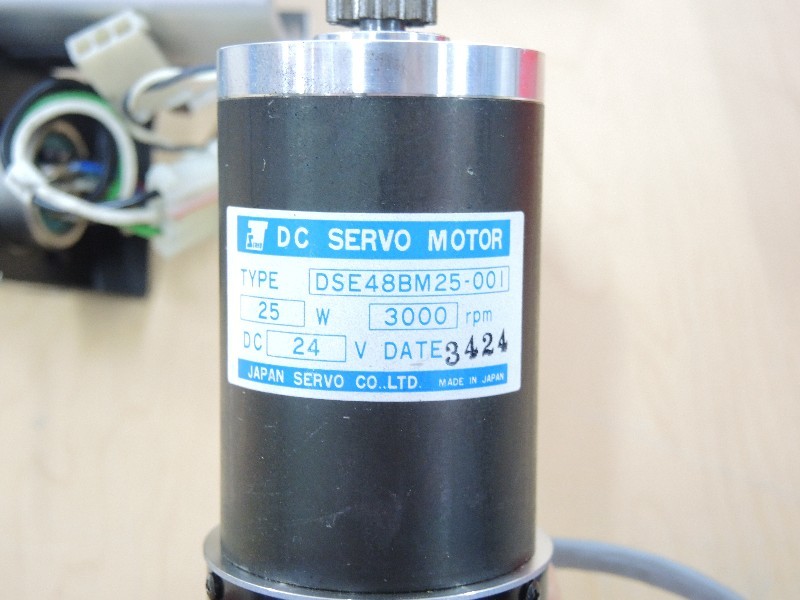 DC SERVO MOTOR
TYPE DSE48BM25-001
25 W 3000 rpm
DC 24 V DATE 3424
JAPAN SERVO CO.,LTD. MADE IN JAPAN